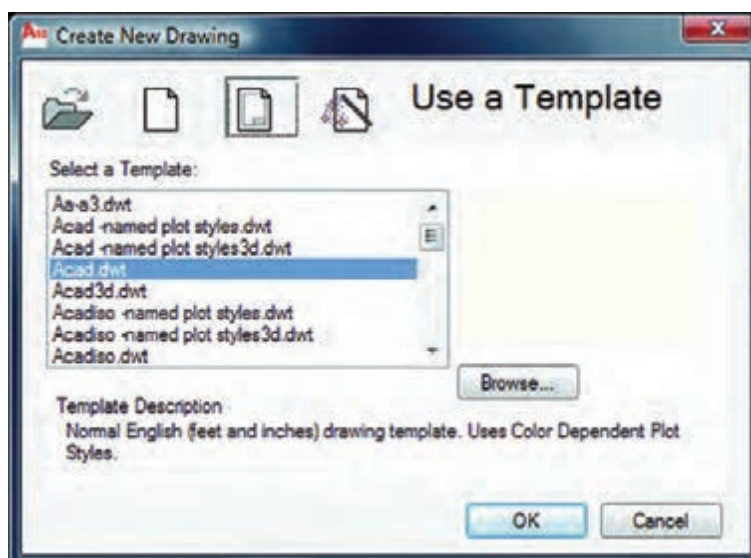 Create New Drawing
Use a Template
Select a Template:
Aa-a3.dwt
Acad -named plot styles.dwt
Acad -named plot styles3d.dwt
Acad.dwt
Acad3d.dwt
Acadiso -named plot styles.dwt
Acadiso -named plot styles3d.dwt
Acadiso.dwt
Browse...
Template Description
Normal English (feet and inches) drawing template. Uses Color Dependent Plot
Styles.
OK
Cancel